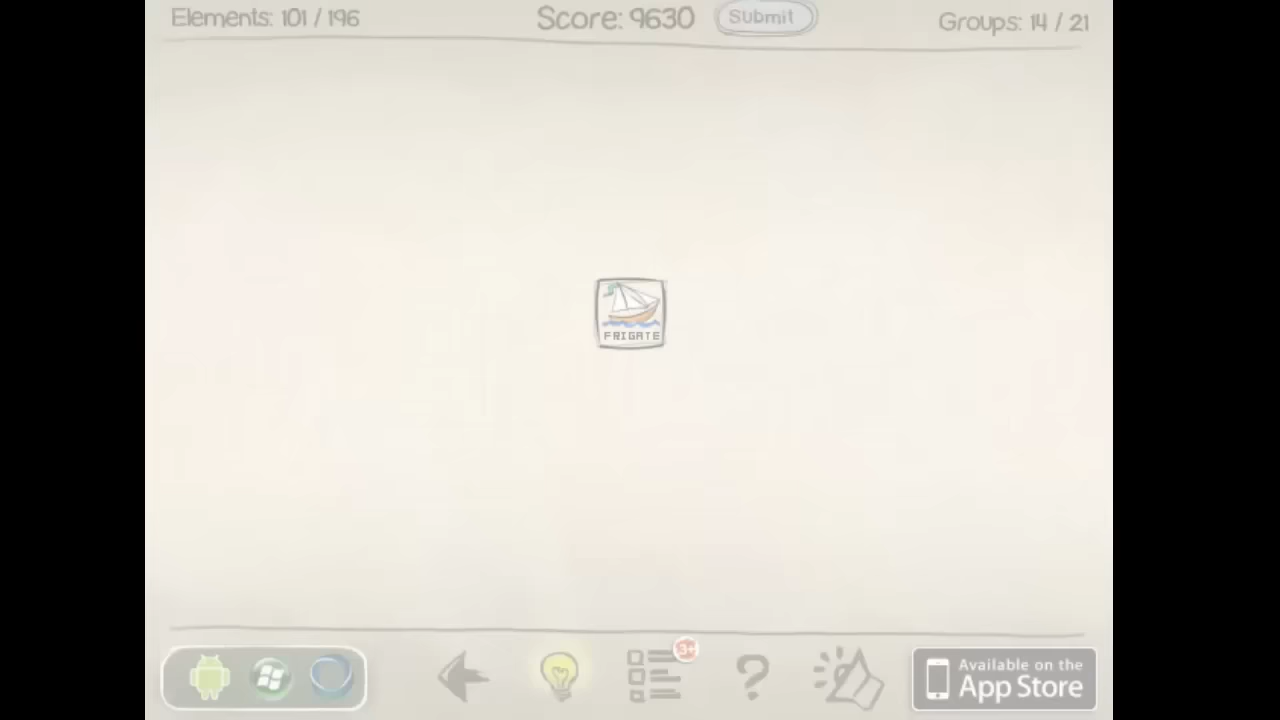 Elements: 101 / 196
Score: 9630
Submit
Groups: 14 / 21
FRIGATE
3+
?
Available on the
App Store